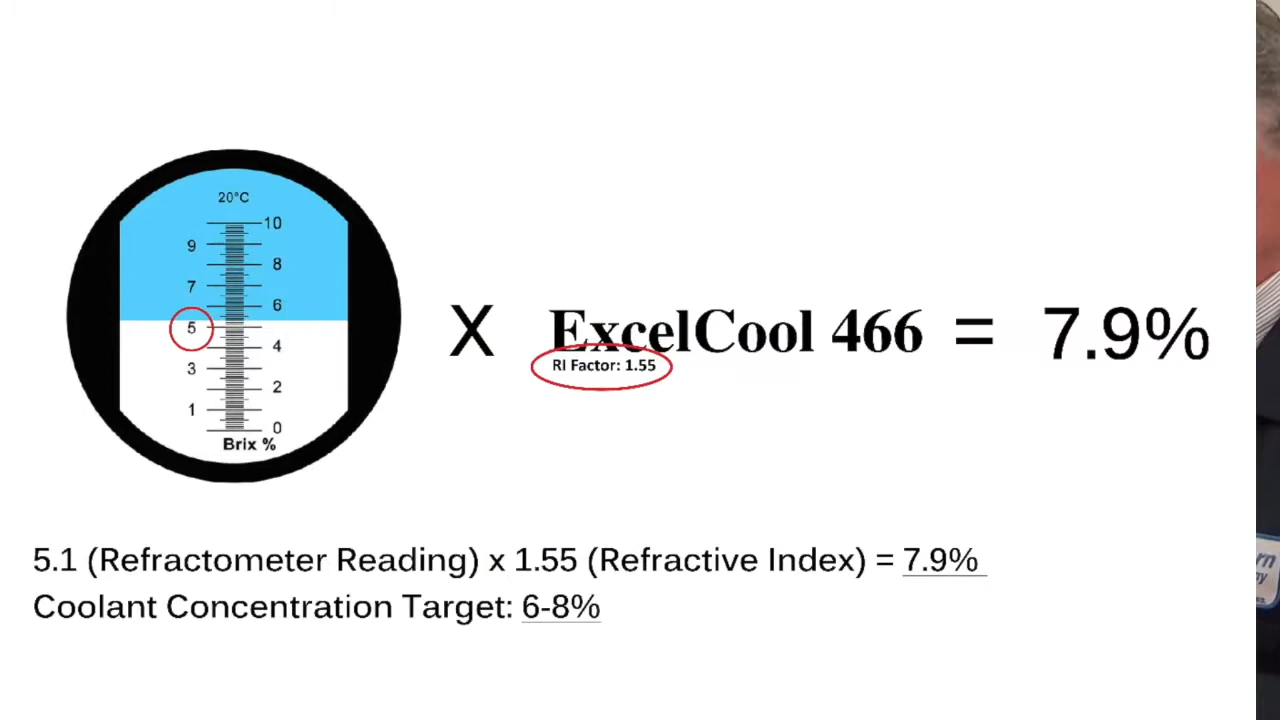 20°C
10
9
8
7
6
5
4
3
2
1
0
Brix %
X
ExcelCool 466
RI Factor: 1.55
= 7.9%
5.1 (Refractometer Reading) x 1.55 (Refractive Index) = 7.9%
Coolant Concentration Target: 6-8%